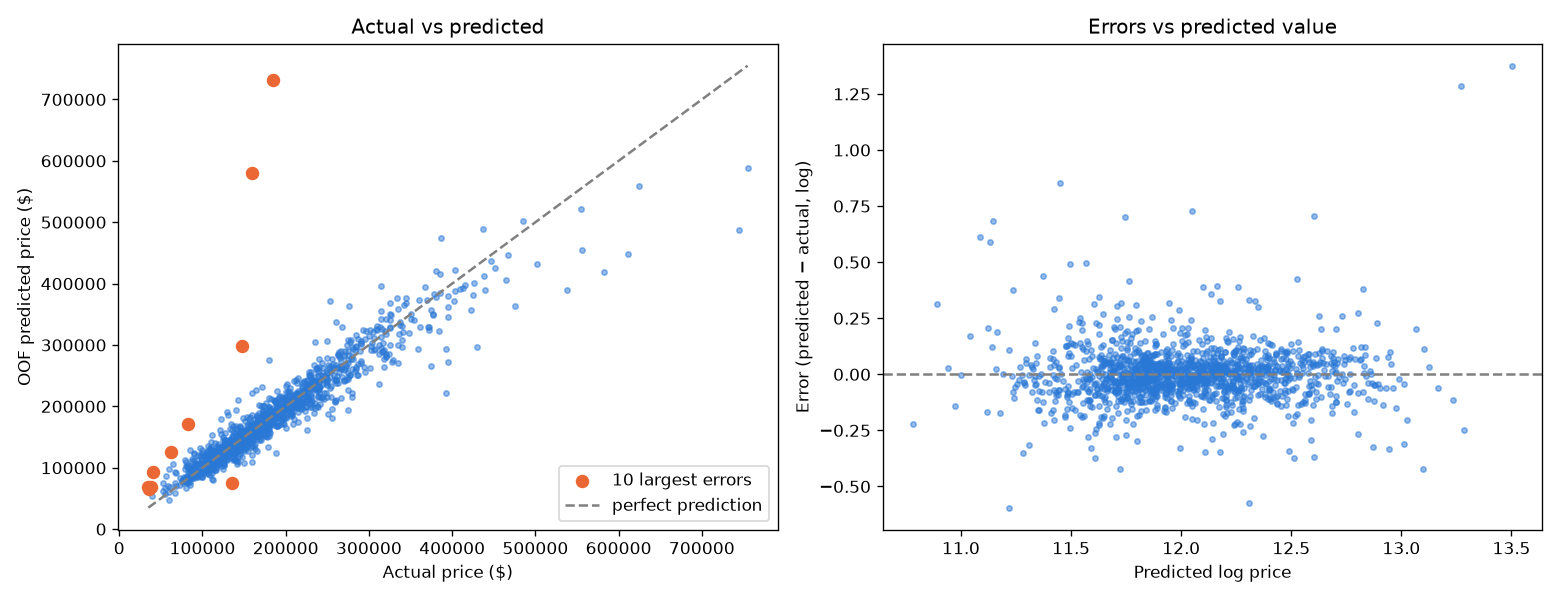 Actual vs predicted
OOF predicted price ($)
700000
600000
500000
400000
300000
200000
100000
0
10 largest errors
perfect prediction
0 100000 200000 300000 400000 500000 600000 700000
Actual price ($)
Errors vs predicted value
Error (predicted − actual, log)
1.25
1.00
0.75
0.50
0.25
0.00
−0.25
−0.50
11.0 11.5 12.0 12.5 13.0 13.5
Predicted log price